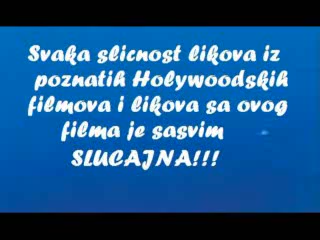 Svaka slicnost likova iz
poznatih Holywoodskih
filmova i likova sa ovog
filma je sasvim
SLUCAJNA!!!